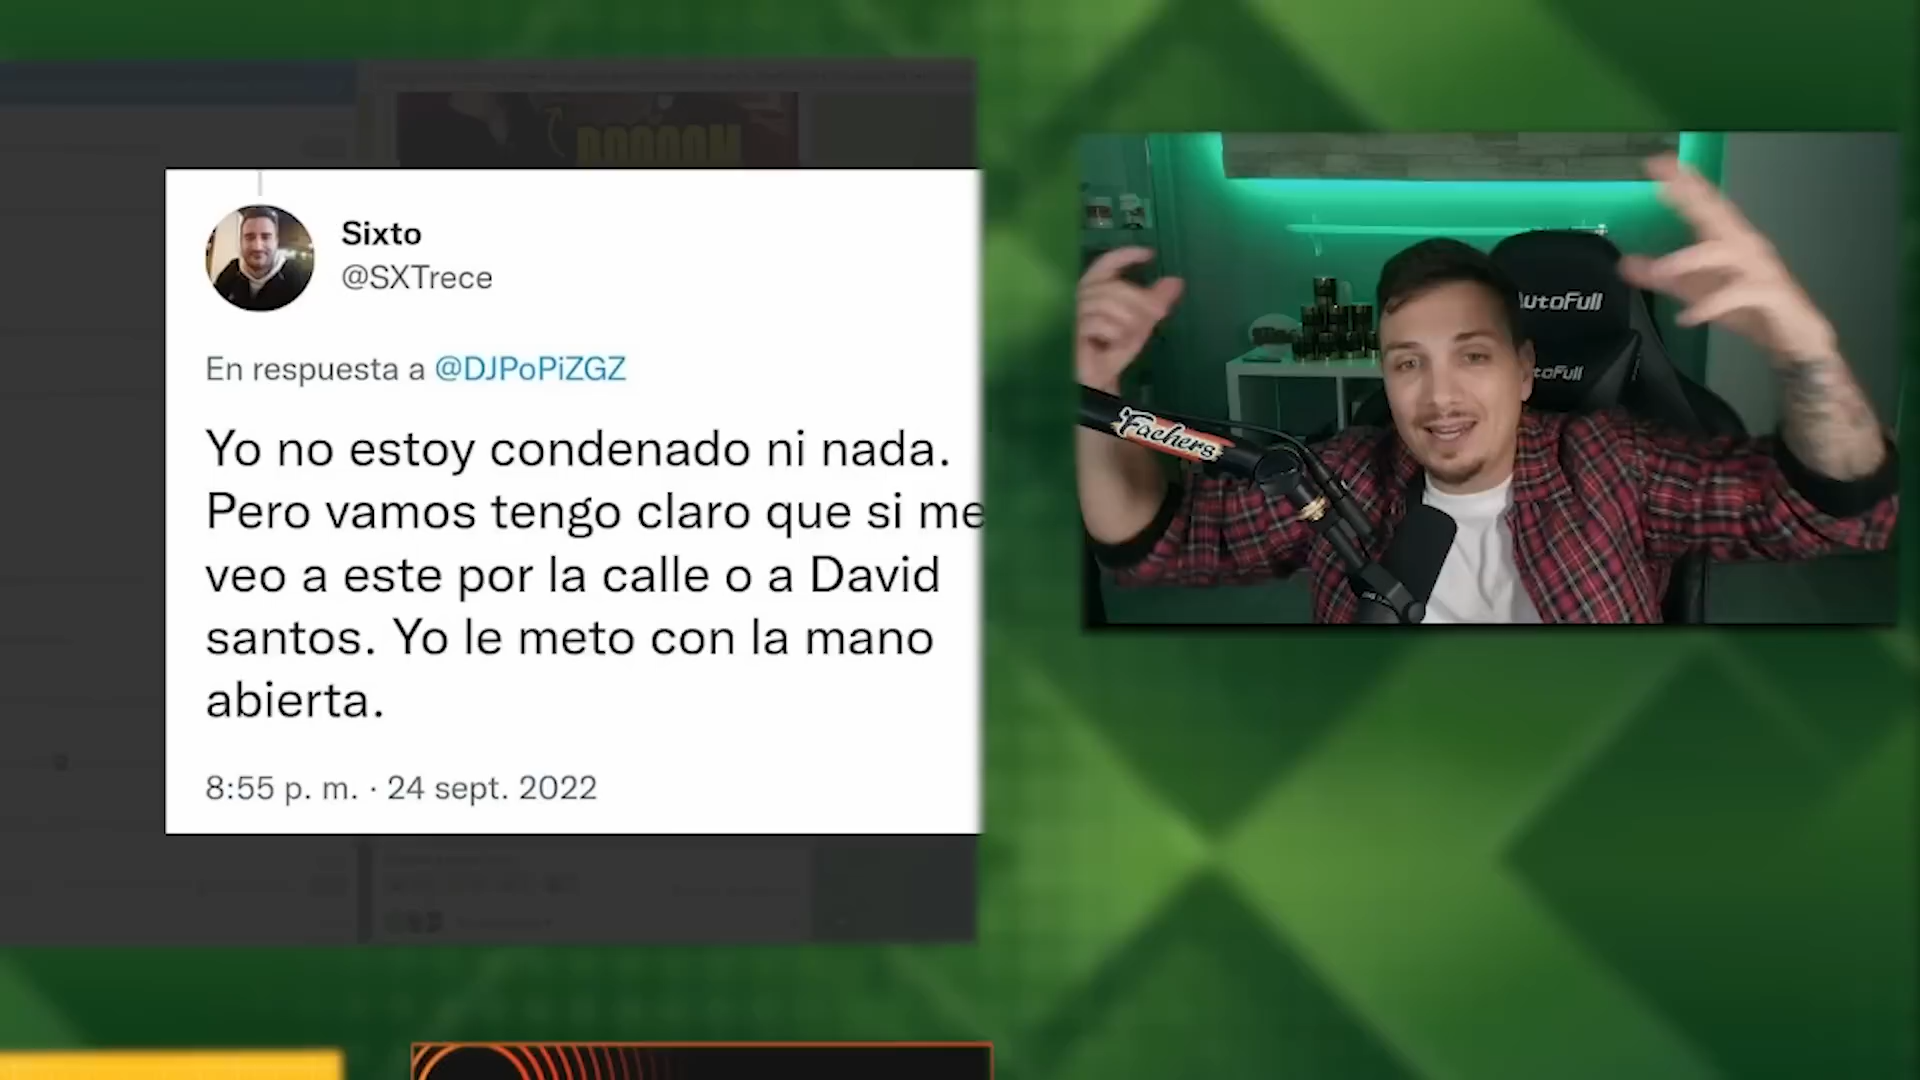 BOOOOM
Sixto
@SXTrece
En respuesta a @DJPoPiZGZ
Yo no estoy condenado ni nada.
Pero vamos tengo claro que si me
veo a este por la calle o a David
santos. Yo le meto con la mano
abierta.
8:55 p. m. · 24 sept. 2022
AutoFull
toFull
Fachers